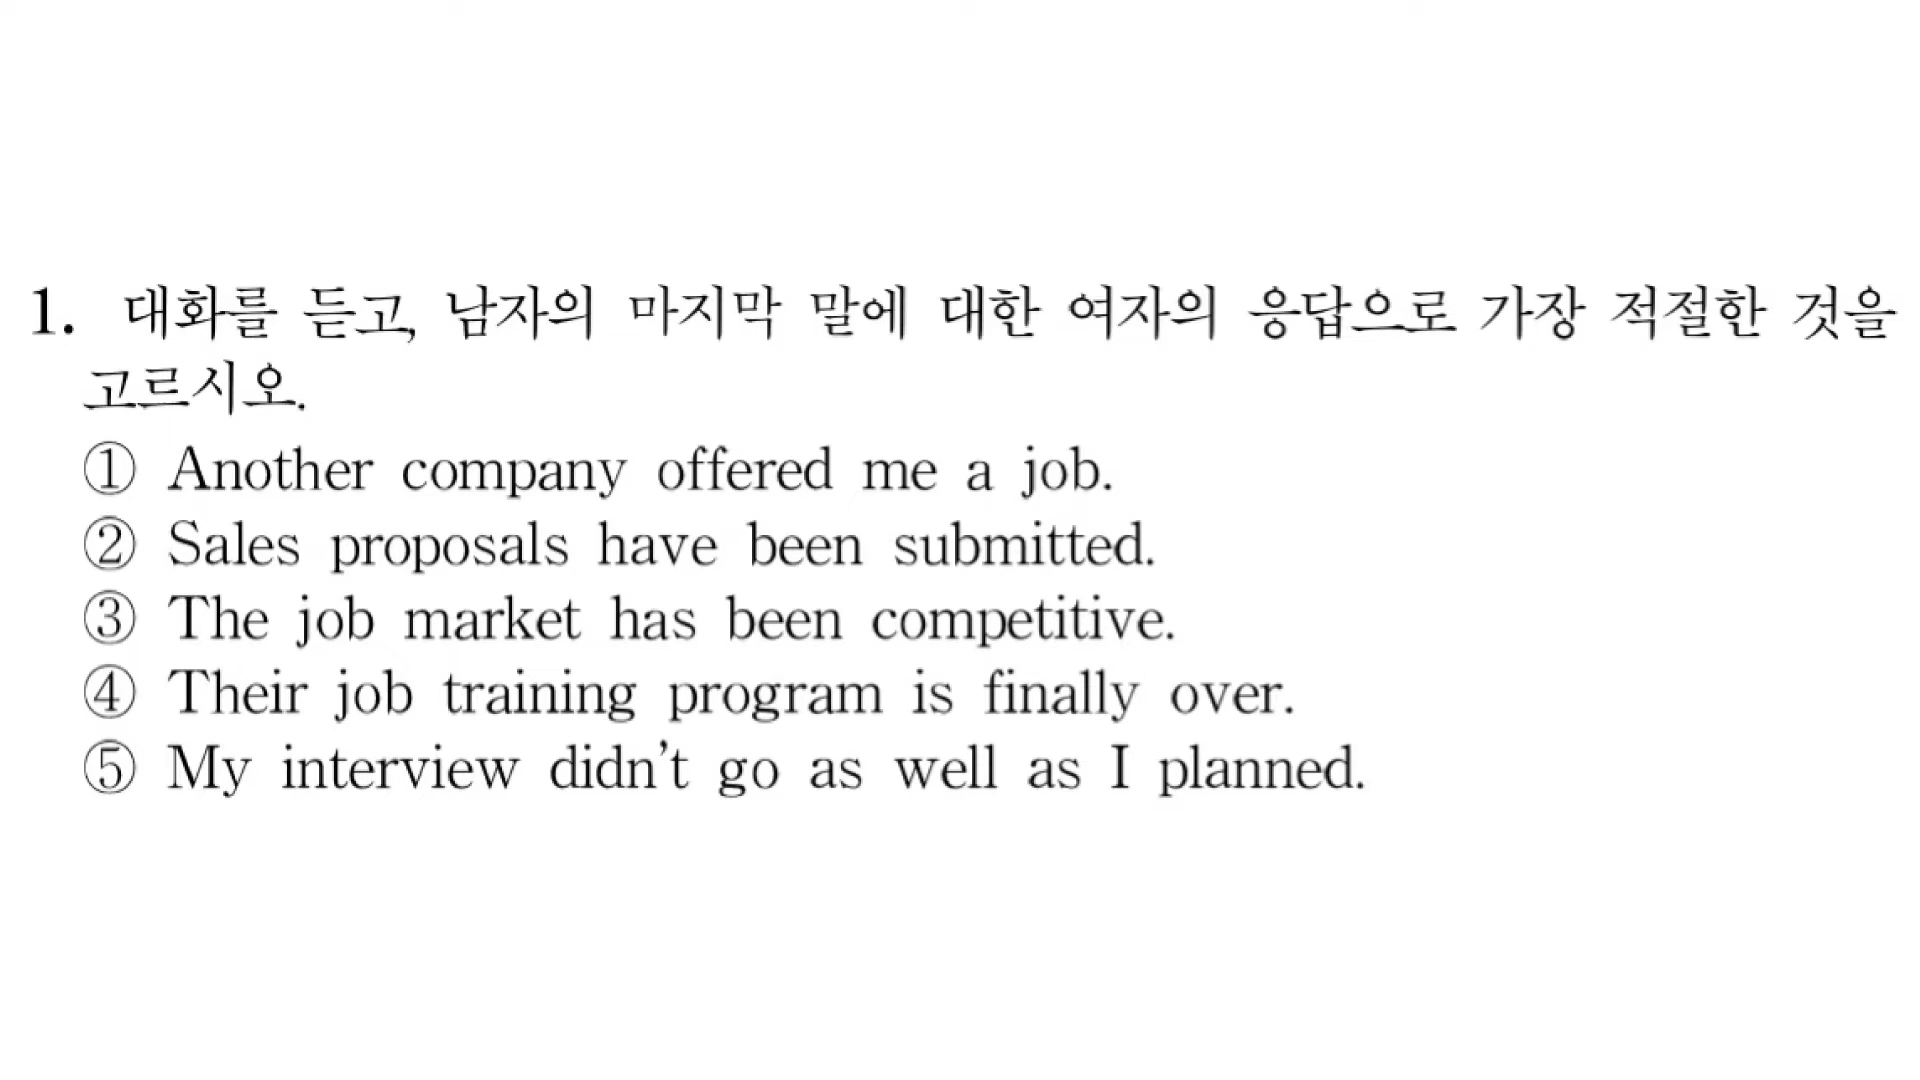 1. 대화를 듣고, 남자의 마지막 말에 대한 여자의 응답으로 가장 적절한 것을
고르시오.
① Another company offered me a job.
② Sales proposals have been submitted.
③ The job market has been competitive.
④ Their job training program is finally over.
⑤ My interview didn't go as well as I planned.